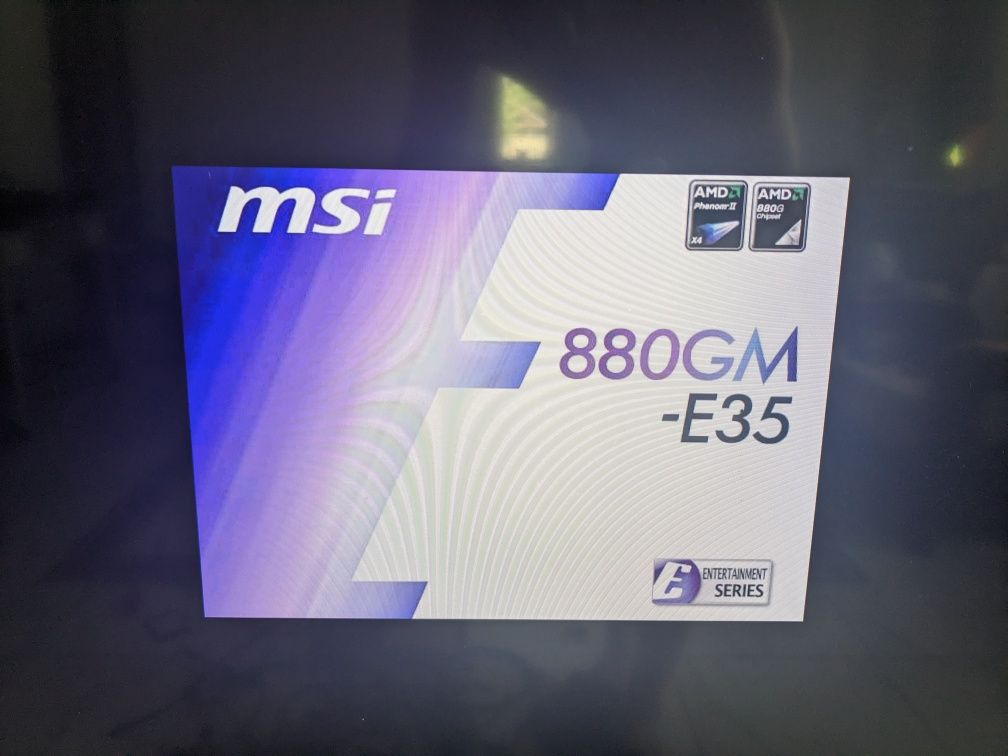 msi
AMD
Phenom II
X4
AMD
880G
Chipset
880GM
-E35
E ENTERTAINMENT
SERIES